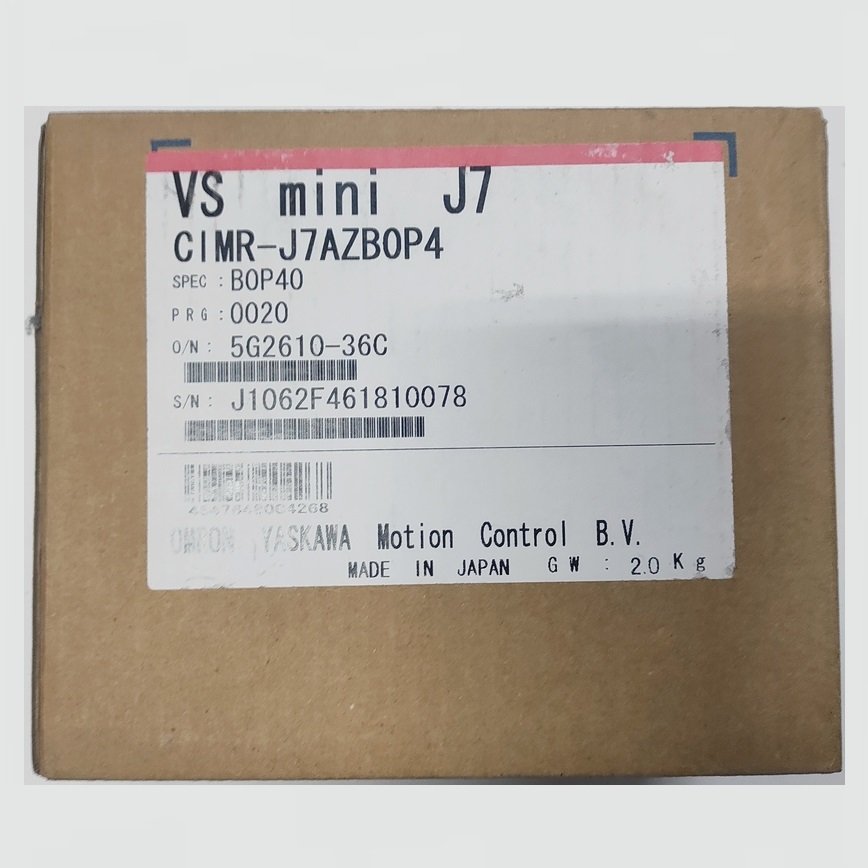 VS mini J7
CIMR-J7AZB0P4
SPEC : B0P40
PRG : 0020
O/N : 5G2610-36C
S/N : J1062F461810078
OMRON YASKAWA Motion Control B.V.
MADE IN JAPAN GW : 2.0 Kg